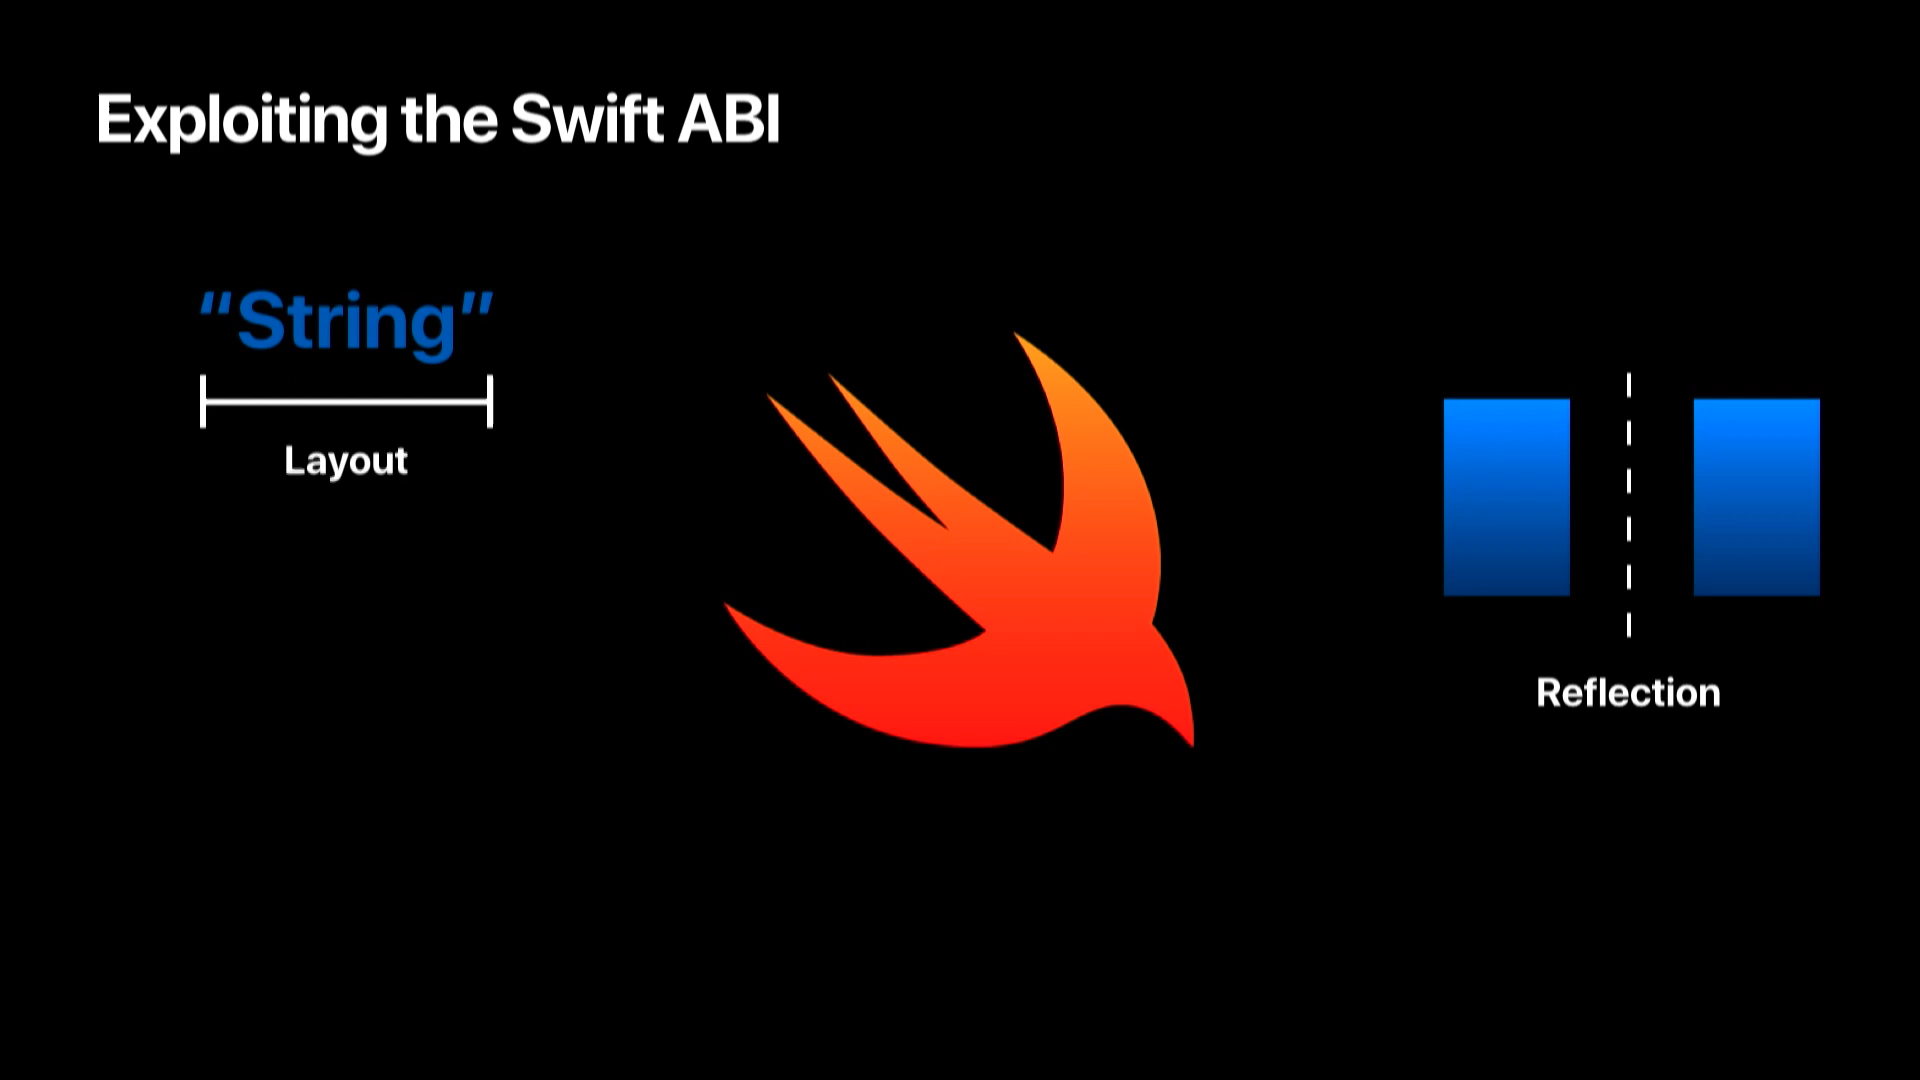 Exploiting the Swift ABI
“String”
Layout
Reflection